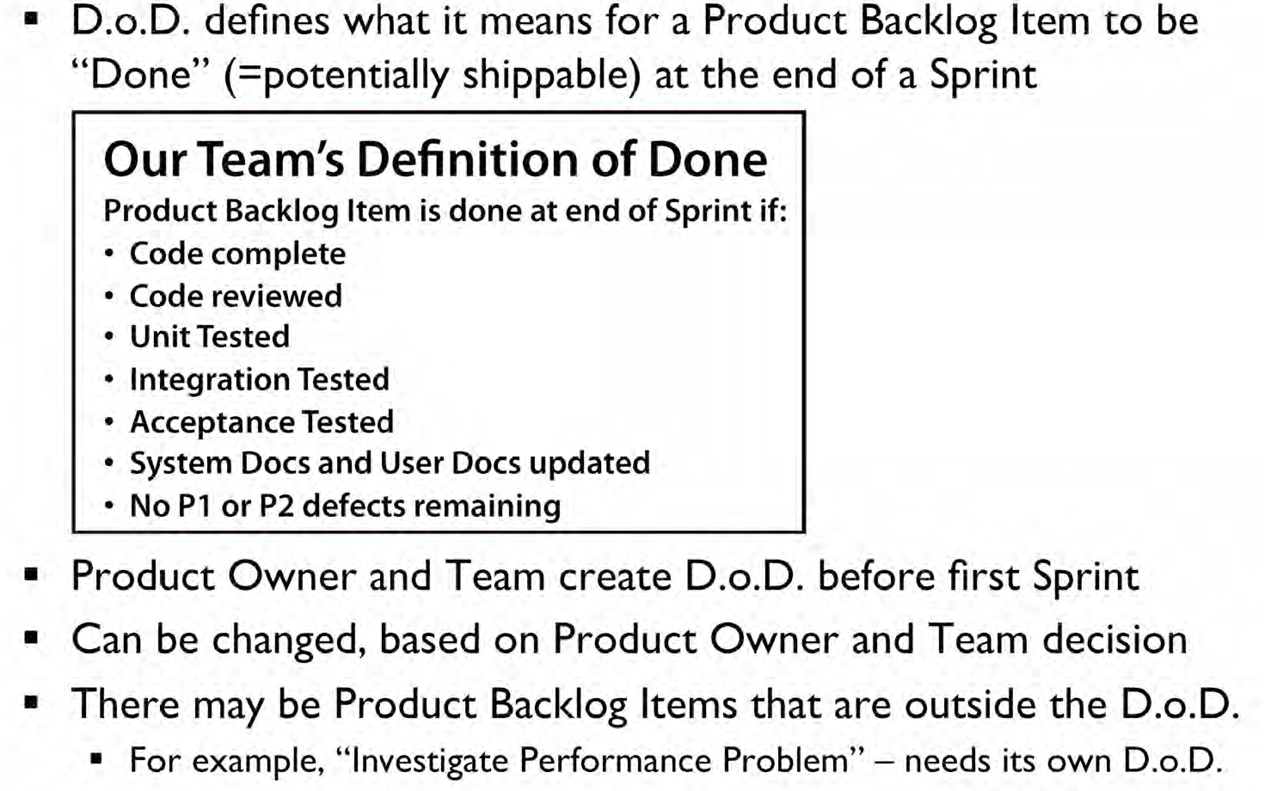 ▪ D.o.D. defines what it means for a Product Backlog Item to be
“Done” (=potentially shippable) at the end of a Sprint
Our Team’s Definition of Done
Product Backlog Item is done at end of Sprint if:
• Code complete
• Code reviewed
• Unit Tested
• Integration Tested
• Acceptance Tested
• System Docs and User Docs updated
• No P1 or P2 defects remaining
▪ Product Owner and Team create D.o.D. before first Sprint
▪ Can be changed, based on Product Owner and Team decision
▪ There may be Product Backlog Items that are outside the D.o.D.
▪ For example, “Investigate Performance Problem” – needs its own D.o.D.